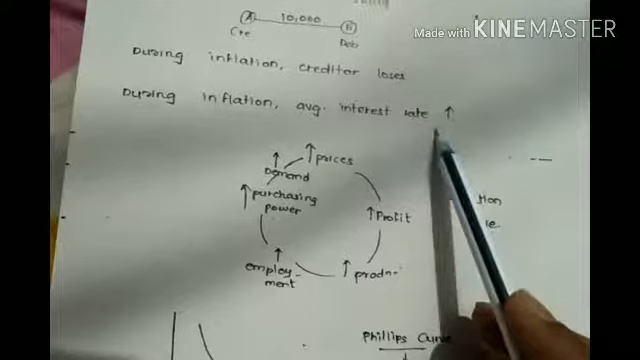 Made with KINEMASTER
A 10,000 B
Cre Deb
During inflation, creditor loses
During inflation, avg. interest rate ↑
↑ prices
↑ Demand
↑ purchasing power
↑ Profit
↑ employ-
ment
↑ prodn
Phillips Curve